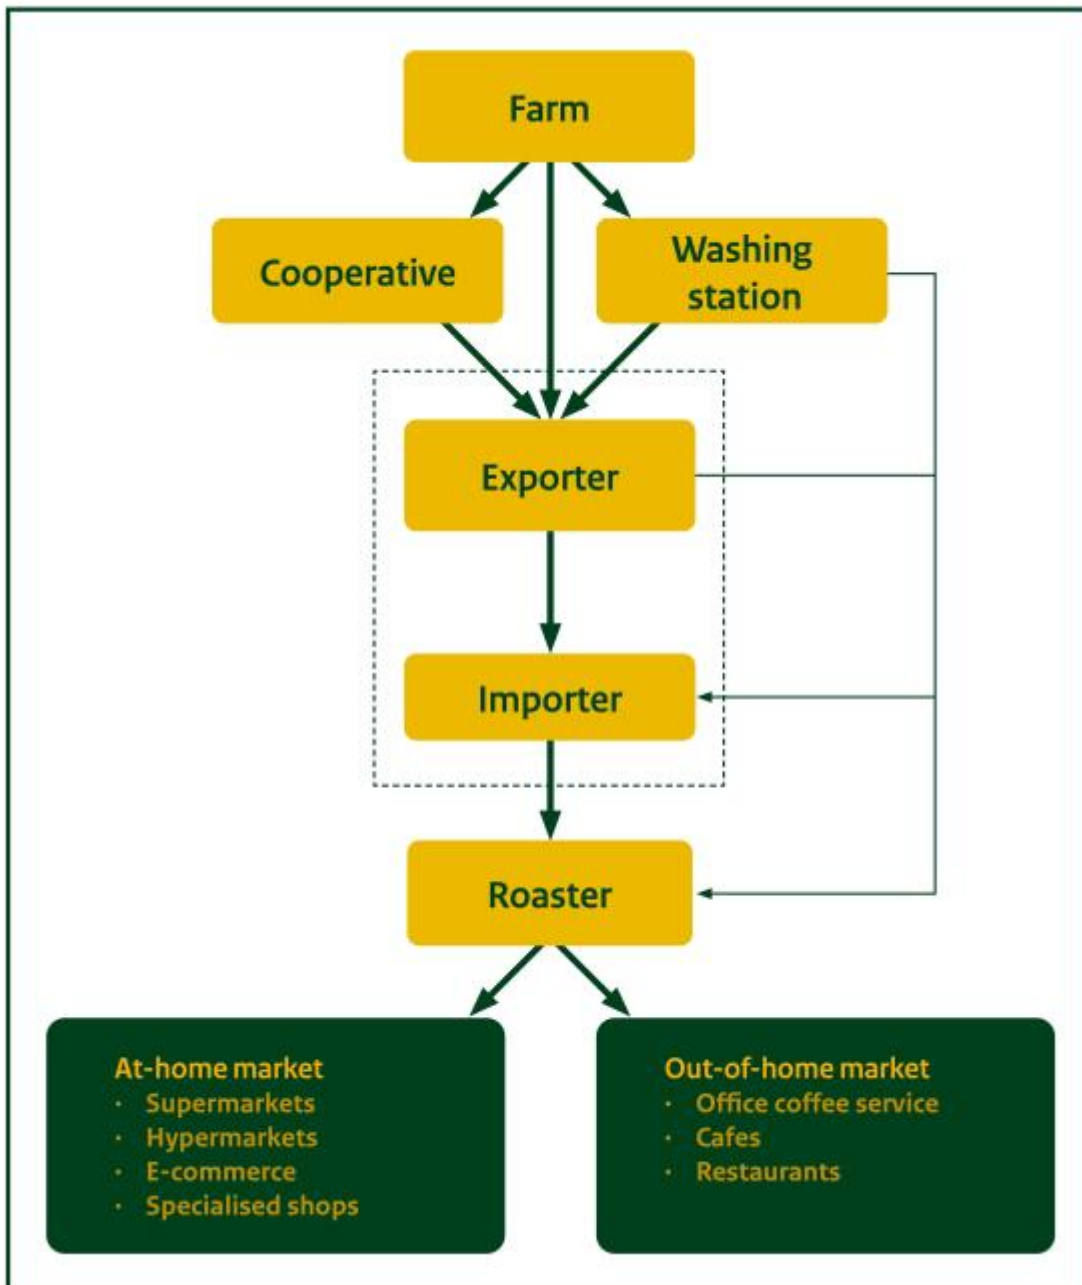 Farm
Cooperative
Washing
station
Exporter
Importer
Roaster
At-home market
· Supermarkets
· Hypermarkets
· E-commerce
· Specialised shops
Out-of-home market
· Office coffee service
· Cafes
· Restaurants